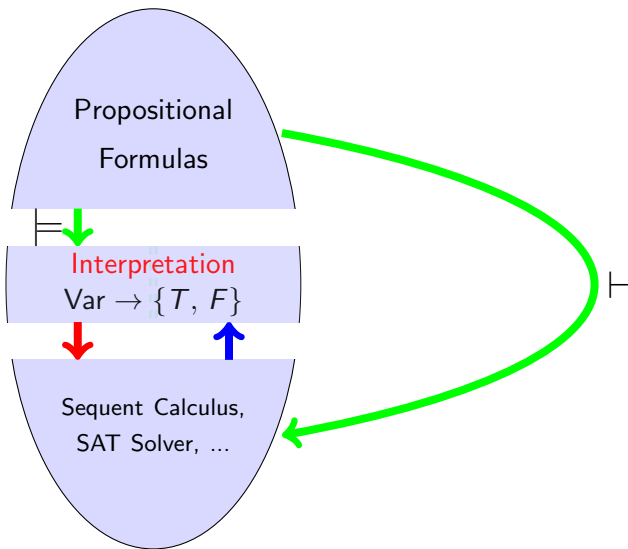 Propositional
Formulas
⊨
Interpretation
Var → {T, F}
⊢
Sequent Calculus,
SAT Solver, ...